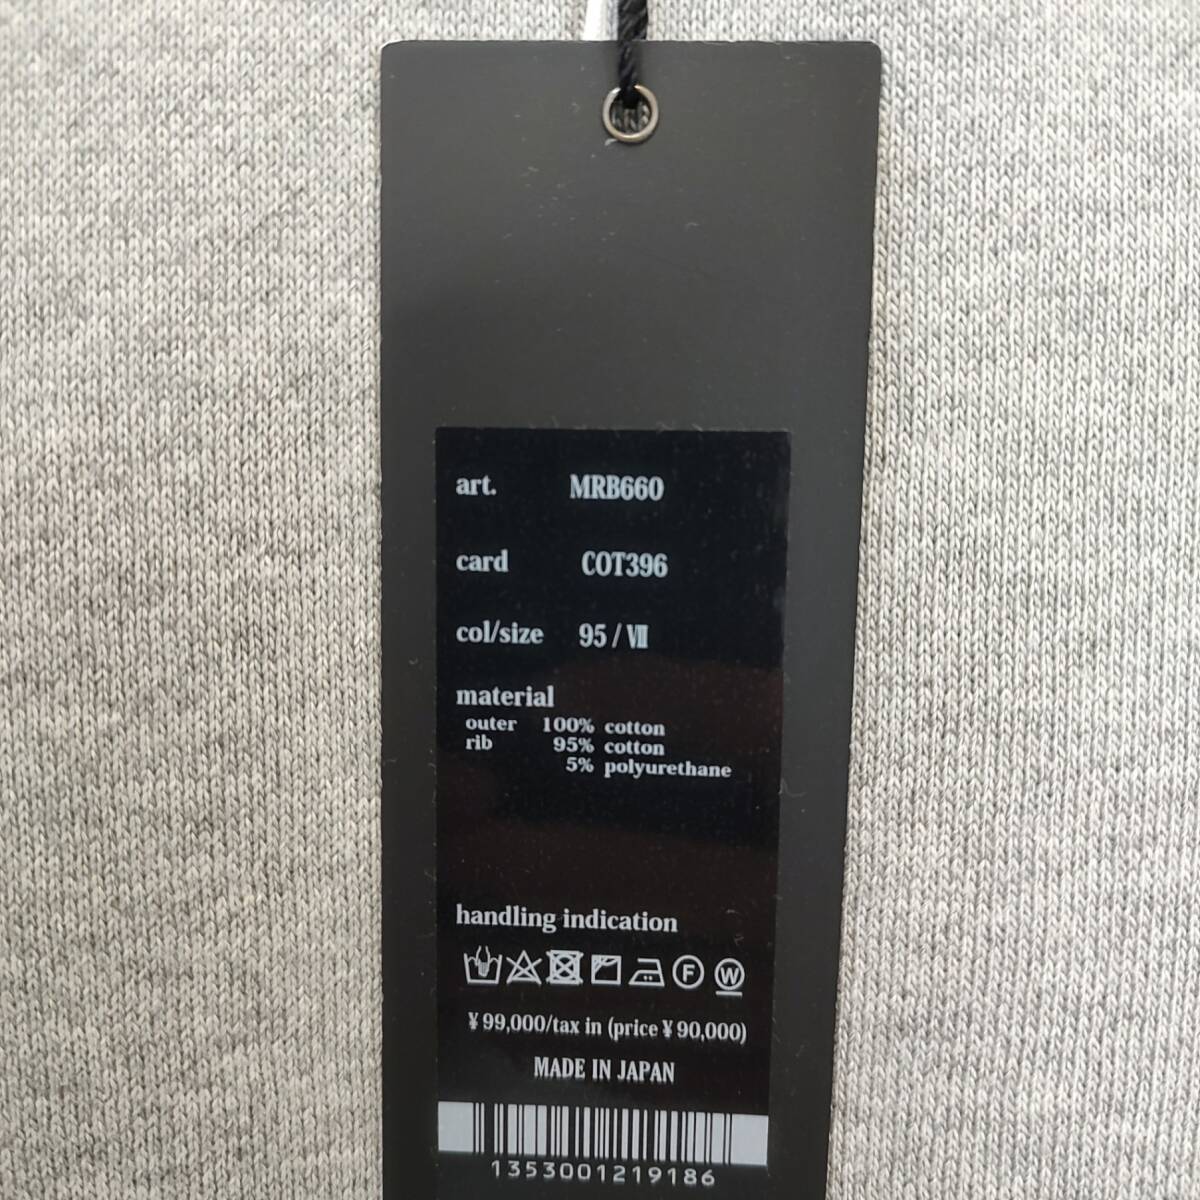 art. MRB660
card COT396
col/size 95 / Ⅷ
material
outer 100% cotton
rib 95% cotton
5% polyurethane
handling indication
F W
¥99,000/tax in (price ¥90,000)
MADE IN JAPAN
1353001219186